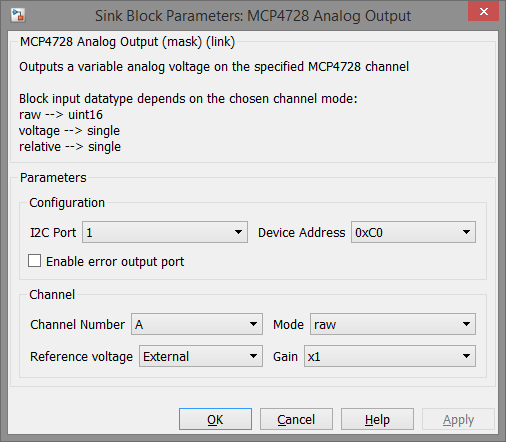 Sink Block Parameters: MCP4728 Analog Output
MCP4728 Analog Output (mask) (link)
Outputs a variable analog voltage on the specified MCP4728 channel
Block input datatype depends on the chosen channel mode:
raw --> uint16
voltage --> single
relative --> single
Parameters
Configuration
I2C Port 1 Device Address 0xC0
Enable error output port
Channel
Channel Number A Mode raw
Reference voltage External Gain x1
OK Cancel Help Apply